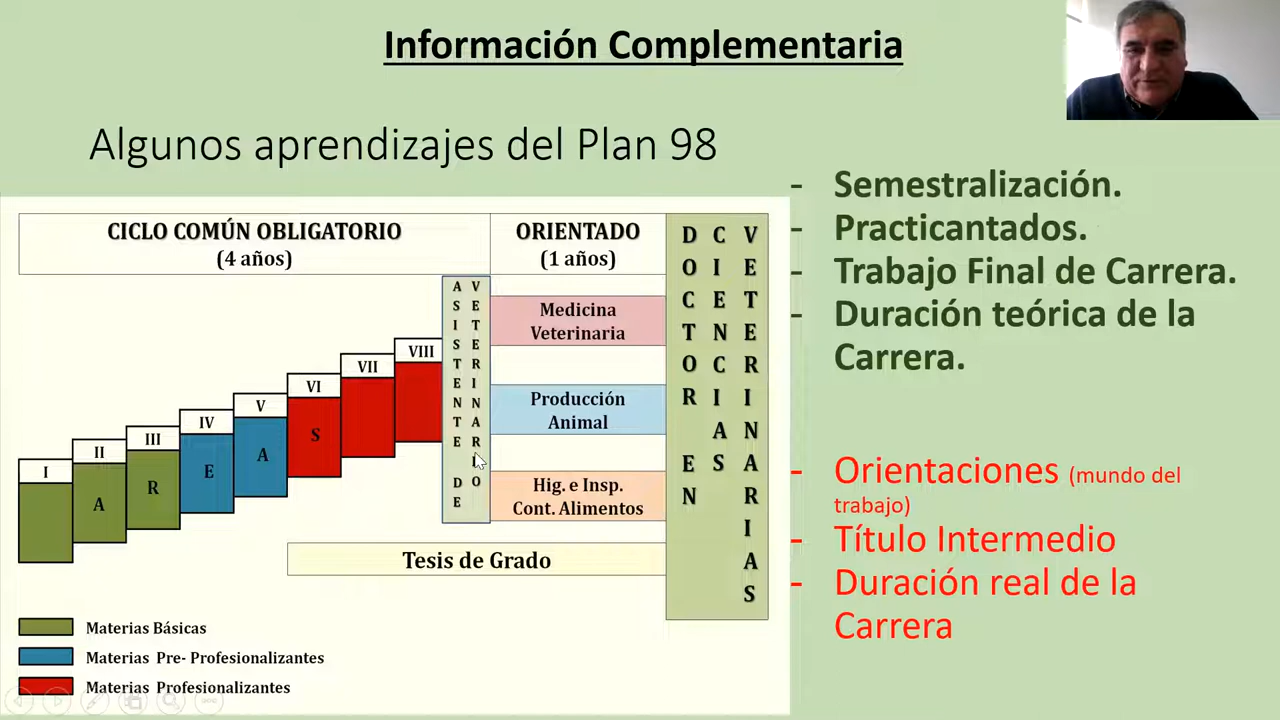 Información Complementaria
Algunos aprendizajes del Plan 98
CICLO COMÚN OBLIGATORIO
(4 años)
ORIENTADO
(1 años)
I
II
III
IV
V
VI
VII
VIII
A
R
E
A
S
ASISTENTE DE
VETERINARIO
Medicina
Veterinaria
Producción
Animal
Hig. e Insp.
Cont. Alimentos
Tesis de Grado
DOCTOR EN
CIENCIAS
VETERINARIAS
Materias Básicas
Materias Pre- Profesionalizantes
Materias Profesionalizantes
- Semestralización.
- Practicantados.
- Trabajo Final de Carrera.
- Duración teórica de la
Carrera.
- Orientaciones (mundo del
trabajo)
- Título Intermedio
- Duración real de la
Carrera